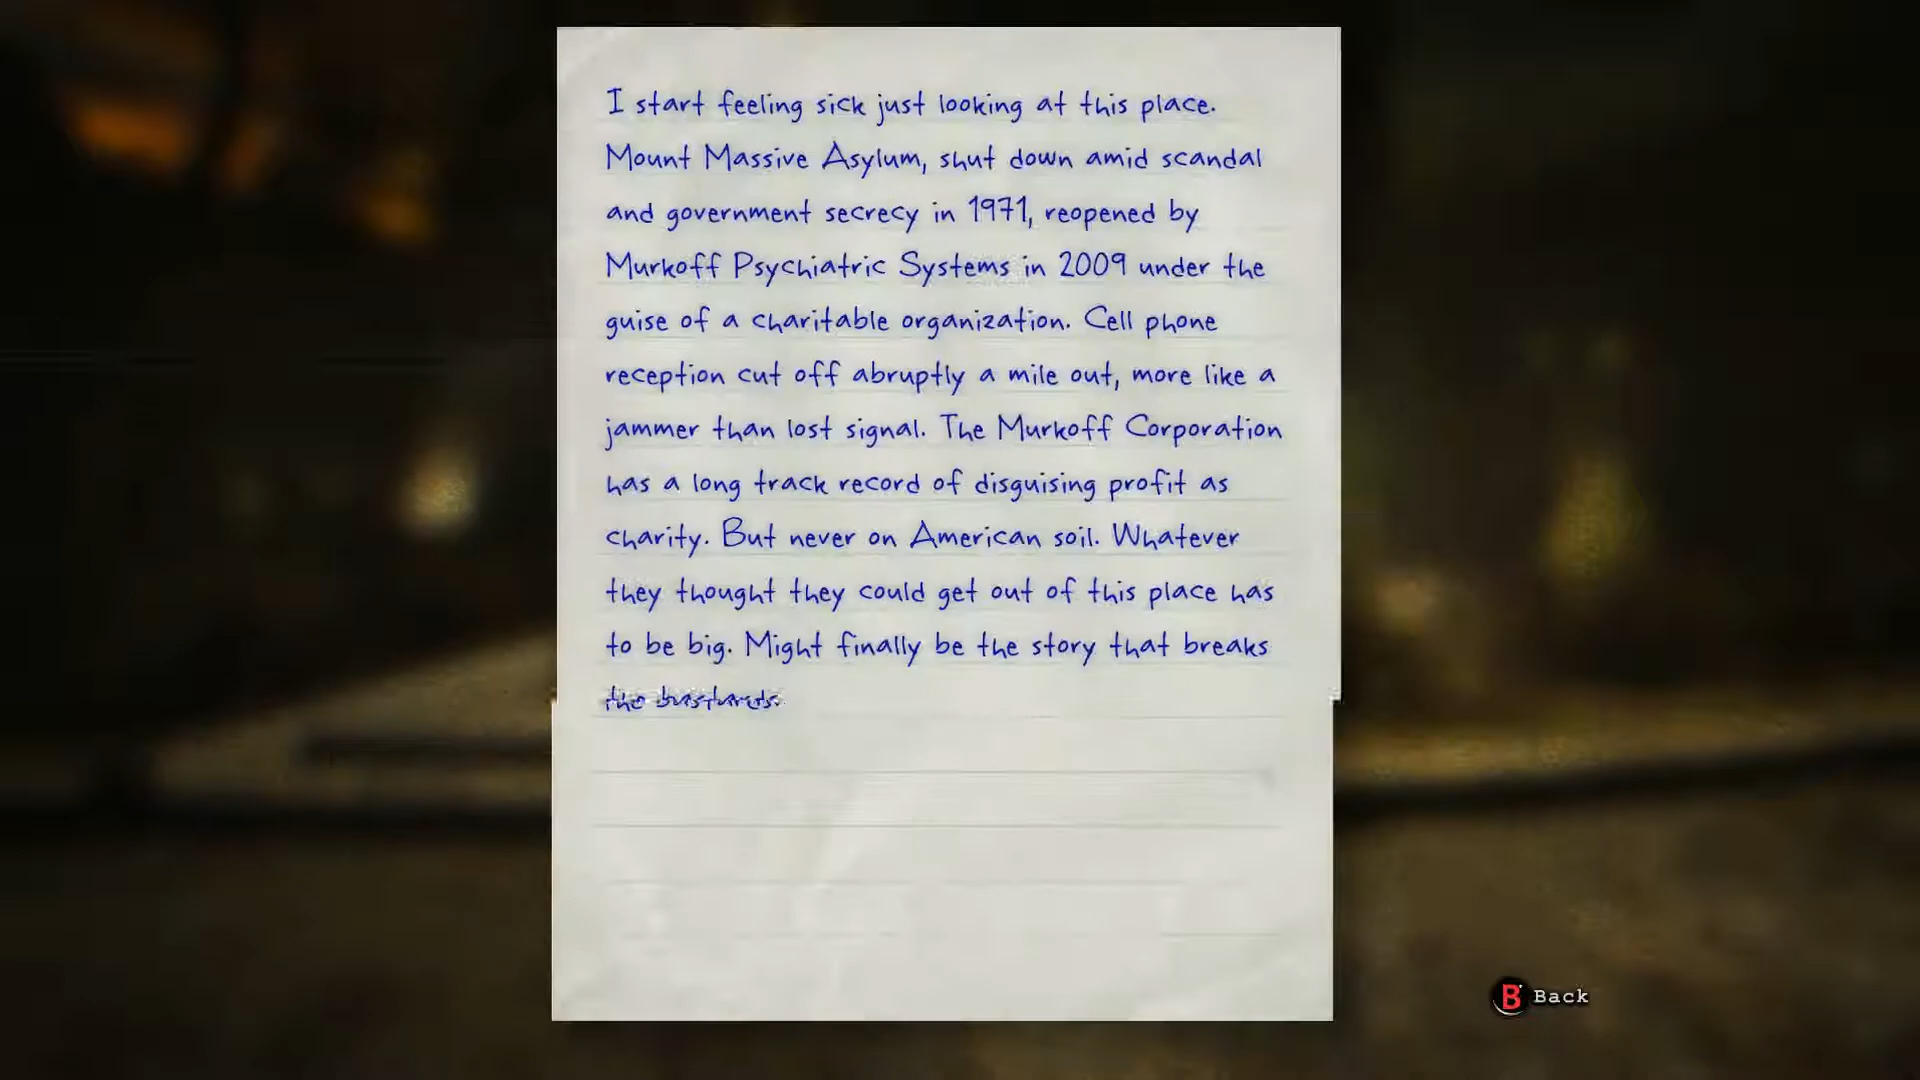 I start feeling sick just looking at this place.
Mount Massive Asylum, shut down amid scandal
and government secrecy in 1971, reopened by
Murkoff Psychiatric Systems in 2009 under the
guise of a charitable organization. Cell phone
reception cut off abruptly a mile out, more like a
jammer than lost signal. The Murkoff Corporation
has a long track record of disguising profit as
charity. But never on American soil. Whatever
they thought they could get out of this place has
to be big. Might finally be the story that breaks
the bastards.
B Back